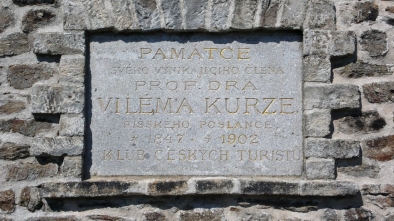 PAMÁTCE
SVÉHO VYNIKAJÍCÍHO ČLENA
PROF. DRA
VILÉMA KURZE
ŘÍŠSKÉHO POSLANCE
* 1847 † 1902
KLUB ČESKÝCH TURISTŮ